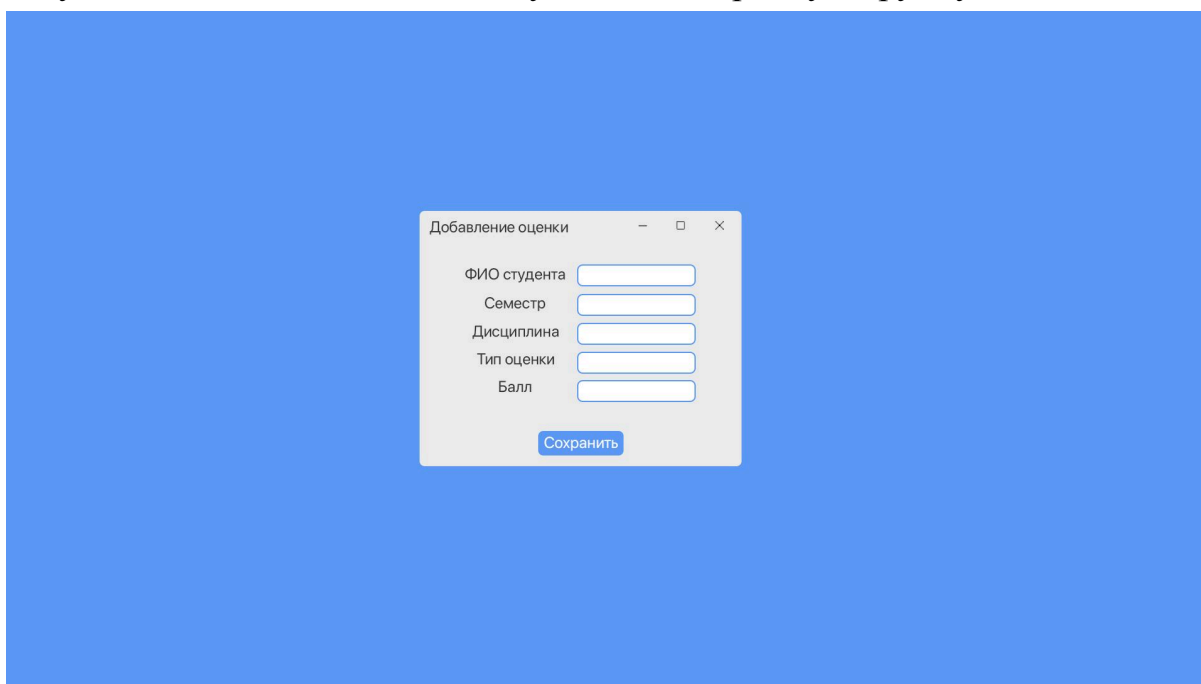 Добавление оценки
ФИО студента
Семестр
Дисциплина
Тип оценки
Балл
Сохранить